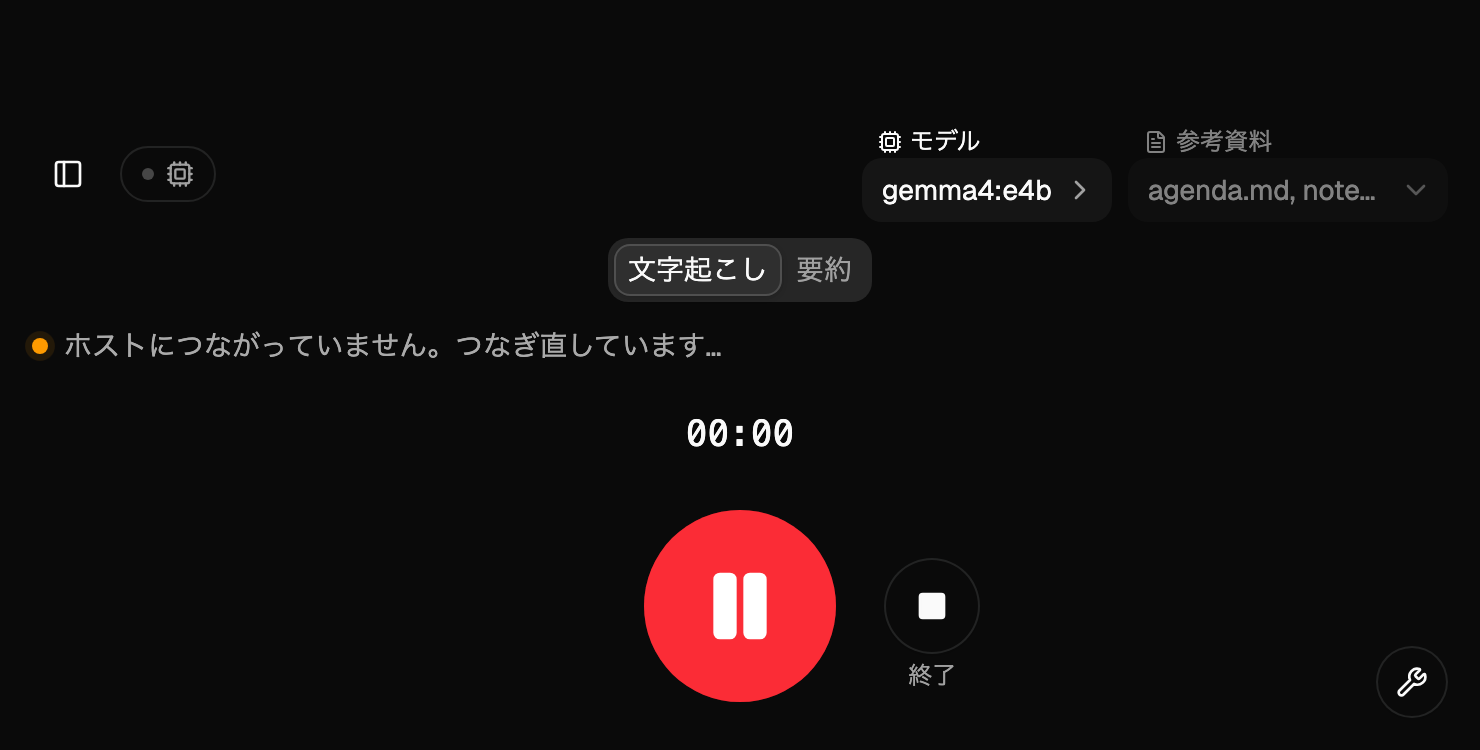 モデル
参考資料
gemma4:e4b
agenda.md, note...
文字起こし
要約
ホストにつながっていません。つなぎ直しています...
00:00
終了